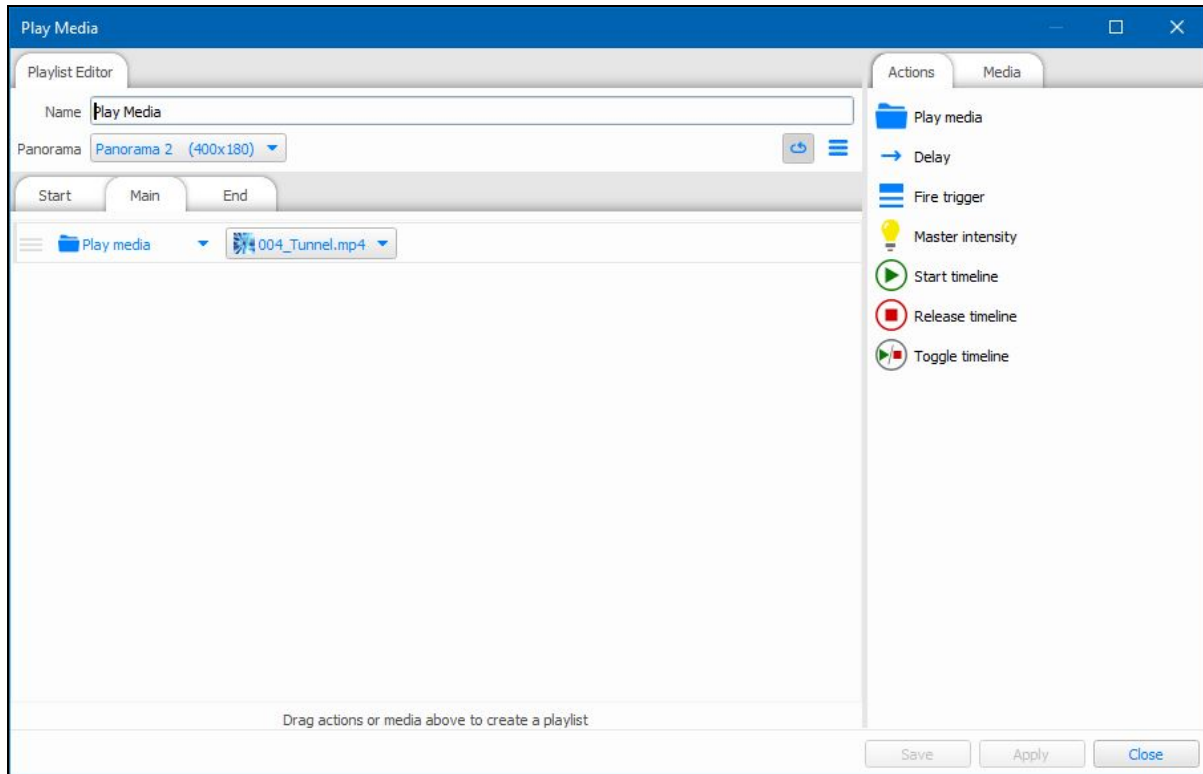 Play Media
Playlist Editor
Name Play Media
Panorama Panorama 2 (400x180)
Start Main End
Play media 004_Tunnel.mp4
Drag actions or media above to create a playlist
Actions Media
Play media
Delay
Fire trigger
Master intensity
Start timeline
Release timeline
Toggle timeline
Save Apply Close